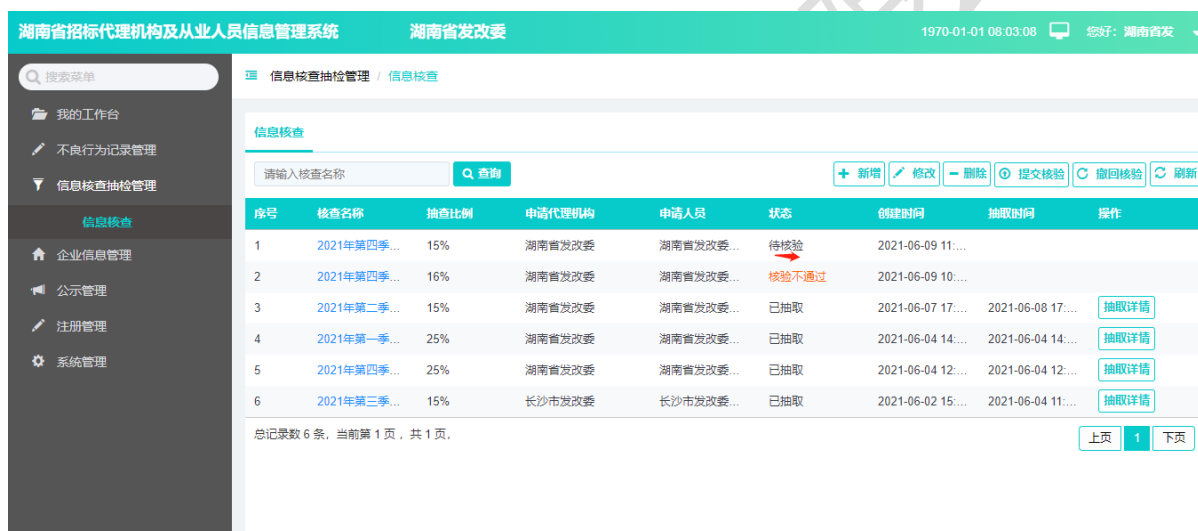 湖南省招标代理机构及从业人员信息管理系统 湖南省发改委 1970-01-01 08:03:08 您好：湖南省发
搜索菜单
信息核查抽检管理 / 信息核查
我的工作台
不良行为记录管理
信息核查抽检管理
信息核查
企业信息管理
公示管理
注册管理
系统管理
信息核查
请输入核查名称 查询 新增 修改 删除 提交核验 撤回核验 刷新
序号 核查名称 抽查比例 申请代理机构 申请人员 状态 创建时间 抽取时间 操作
1 2021年第四季... 15% 湖南省发改委 湖南省发改委... 待核验 2021-06-09 11:...
2 2021年第四季... 16% 湖南省发改委 湖南省发改委... 核验不通过 2021-06-09 10:...
3 2021年第二季... 15% 湖南省发改委 湖南省发改委... 已抽取 2021-06-07 17:... 2021-06-08 17:... 抽取详情
4 2021年第一季... 25% 湖南省发改委 湖南省发改委... 已抽取 2021-06-04 14:... 2021-06-04 14:... 抽取详情
5 2021年第四季... 25% 湖南省发改委 湖南省发改委... 已抽取 2021-06-04 12:... 2021-06-04 12:... 抽取详情
6 2021年第三季... 15% 长沙市发改委 长沙市发改委... 已抽取 2021-06-02 15:... 2021-06-04 11:... 抽取详情
总记录数 6 条, 当前第 1 页 , 共 1 页,
上页 1 下页